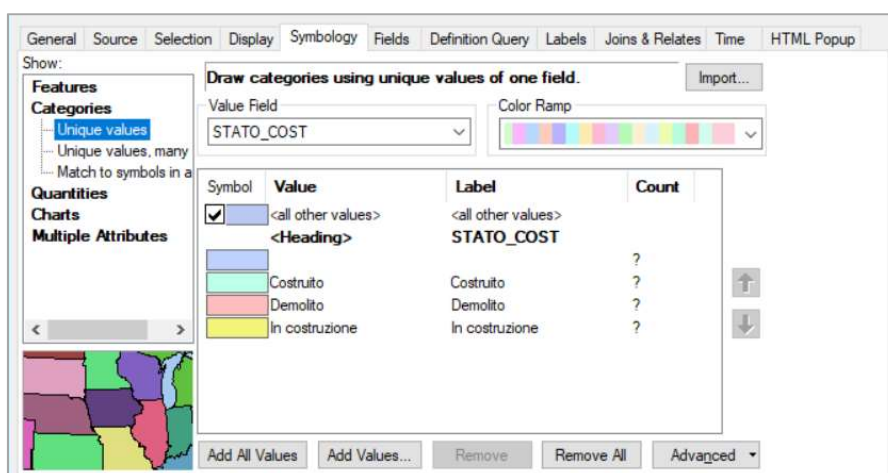 General Source Selection Display Symbology Fields Definition Query Labels Joins & Relates Time HTML Popup
Show:
Features
Categories
Unique values
Unique values, many
Match to symbols in a
Quantities
Charts
Multiple Attributes
Draw categories using unique values of one field.
Import...
Value Field
STATO_COST
Color Ramp
Symbol Value Label Count
<all other values> <all other values>
<Heading> STATO_COST
?
Costruito Costruito ?
Demolito Demolito ?
In costruzione In costruzione ?
Add All Values Add Values... Remove Remove All Advanced